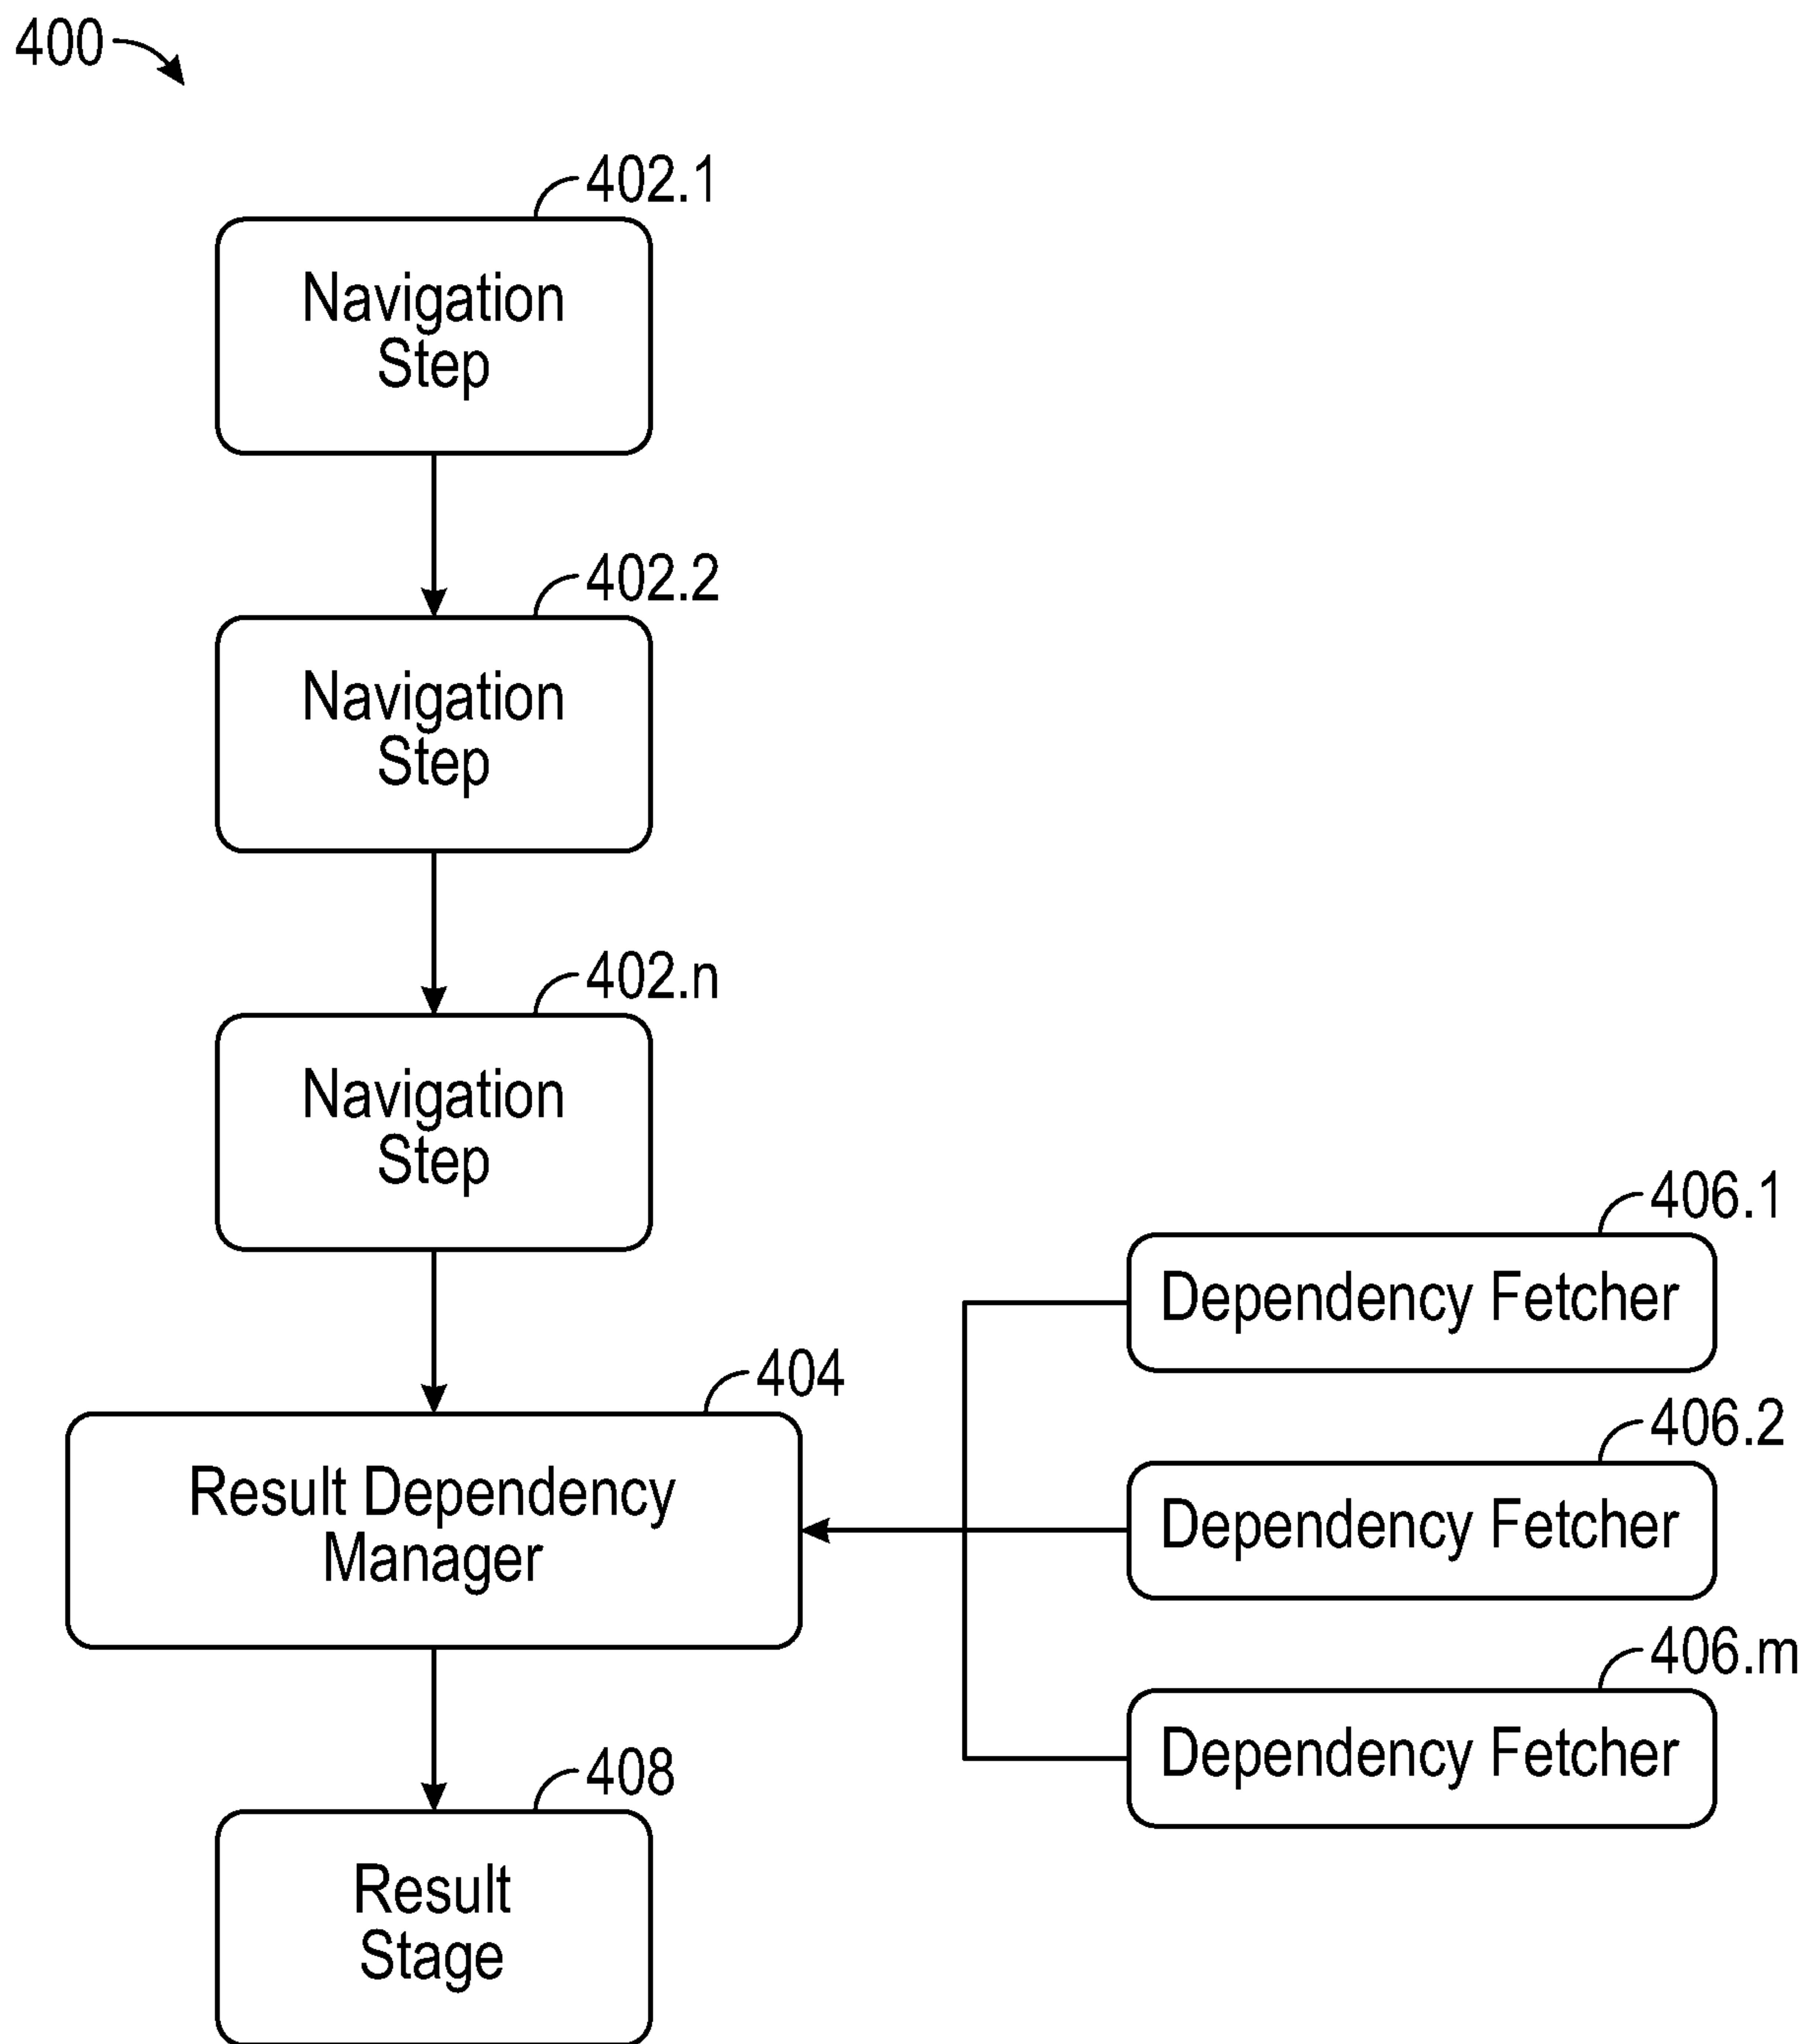 400
402.1
Navigation
Step
402.2
Navigation
Step
402.n
Navigation
Step
404
Result Dependency
Manager
406.1
Dependency Fetcher
406.2
Dependency Fetcher
406.m
Dependency Fetcher
408
Result
Stage